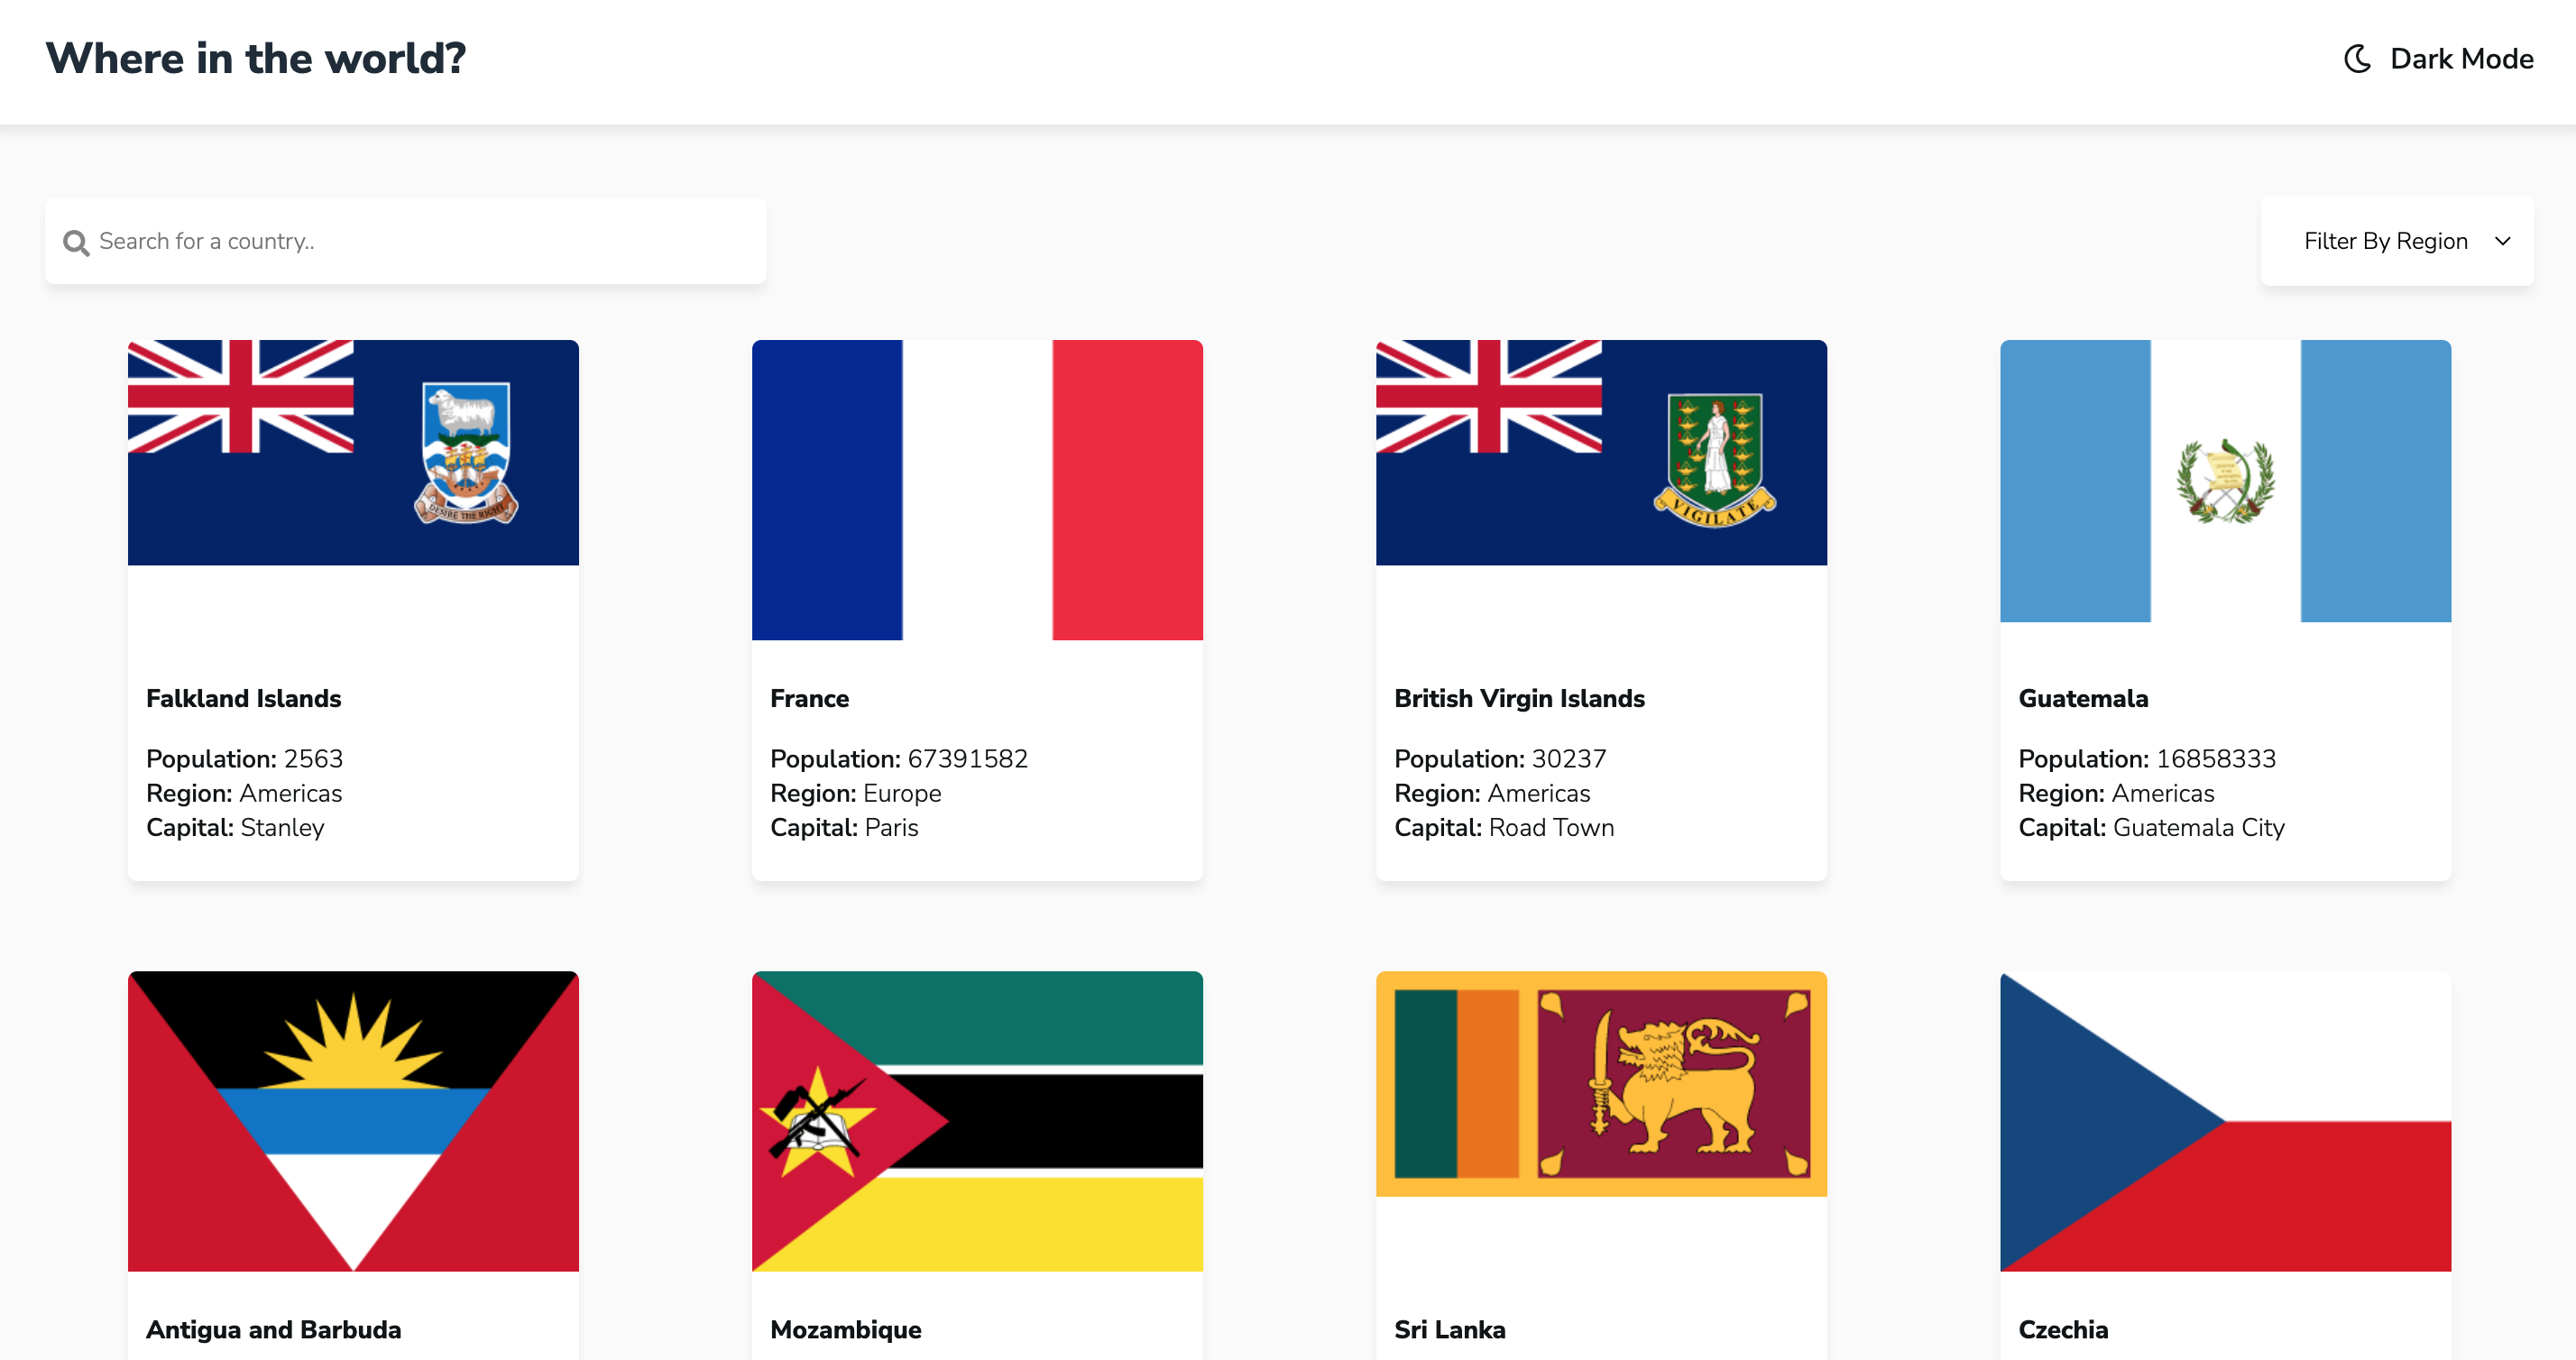 Where in the world?
Dark Mode
Search for a country..
Filter By Region
DESIRE THE RIGHT
VIGILATE
Falkland Islands
Population: 2563
Region: Americas
Capital: Stanley
France
Population: 67391582
Region: Europe
Capital: Paris
British Virgin Islands
Population: 30237
Region: Americas
Capital: Road Town
Guatemala
Population: 16858333
Region: Americas
Capital: Guatemala City
Antigua and Barbuda
Mozambique
Sri Lanka
Czechia